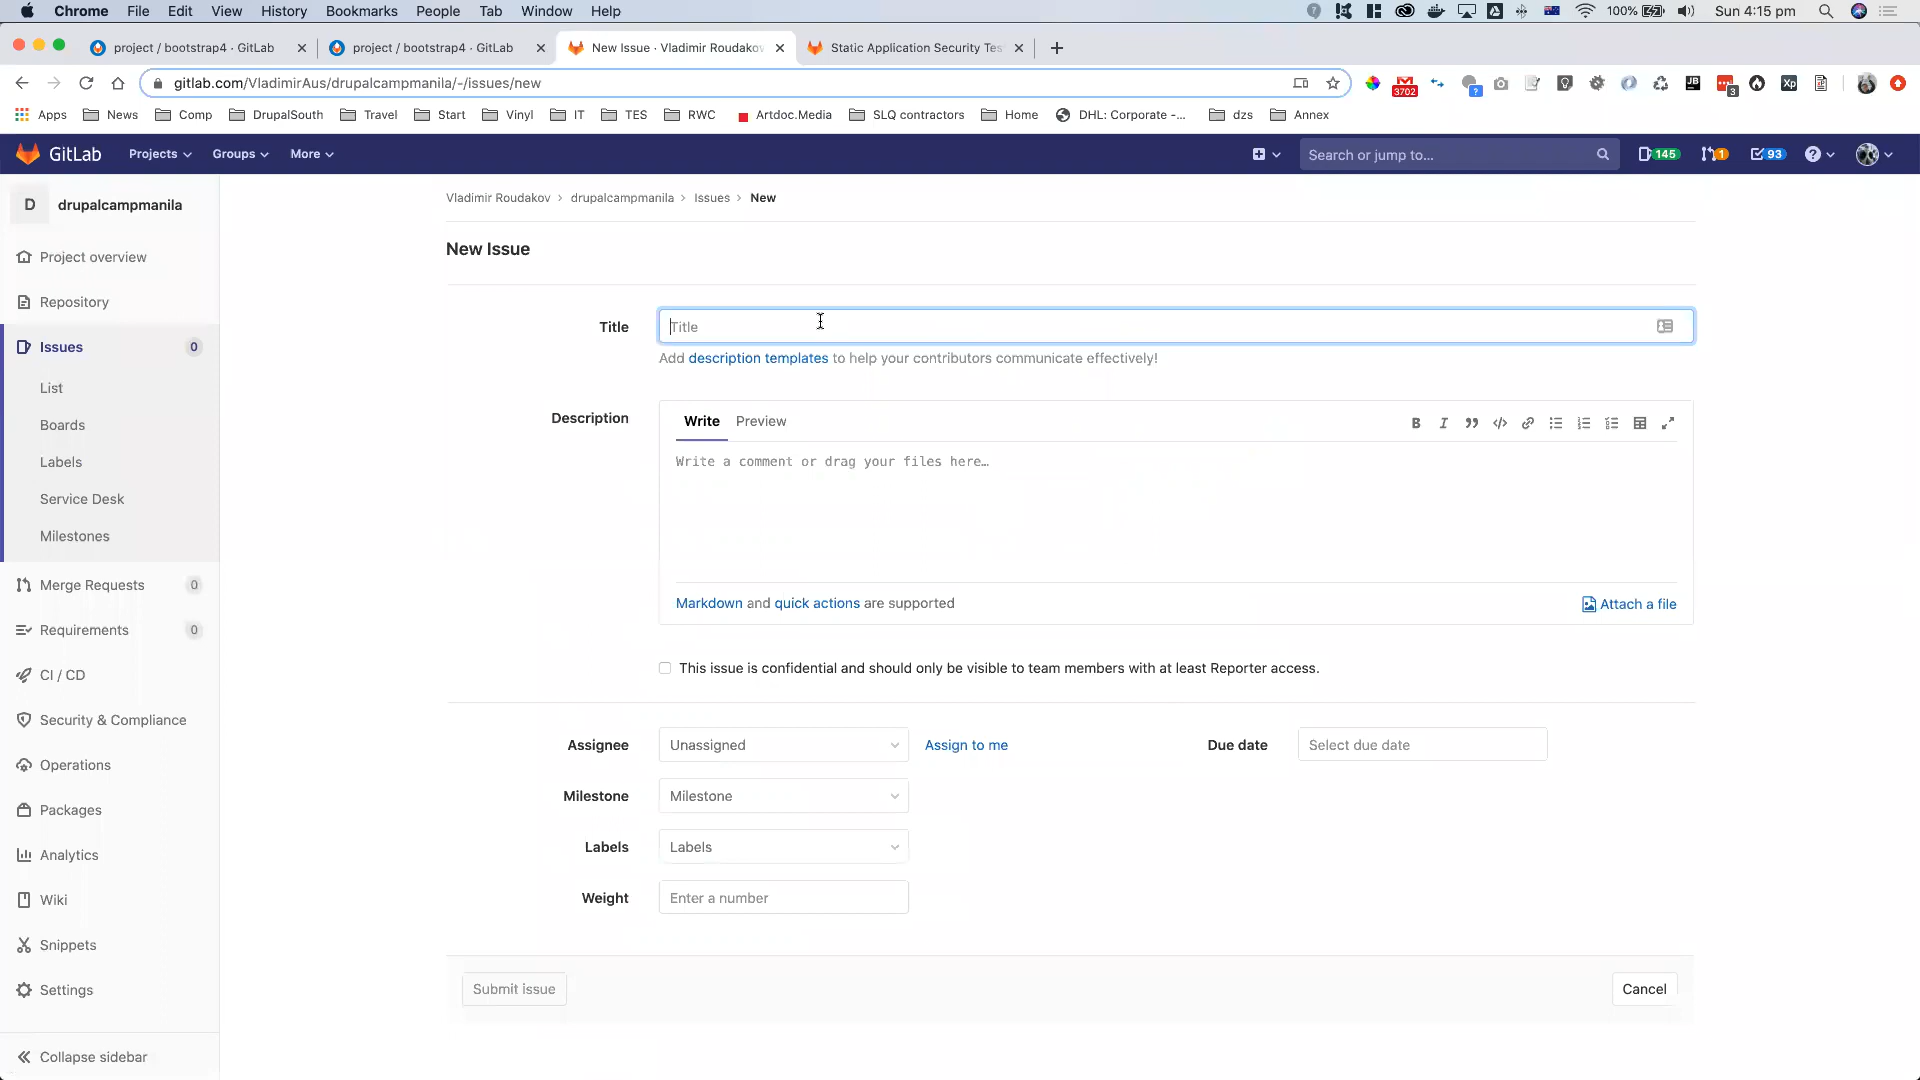 Chrome File Edit View History Bookmarks People Tab Window Help 100% Sun 4:15 pm
project / bootstrap4 · GitLab project / bootstrap4 · GitLab New Issue · Vladimir Roudakov Static Application Security Tes
gitlab.com/VladimirAus/drupalcampmanila/-/issues/new 3702 ? JB 3 Xp
Apps News Comp DrupalSouth Travel Start Vinyl IT TES RWC Artdoc.Media SLQ contractors Home DHL: Corporate -... dzs Annex
GitLab Projects Groups More Search or jump to... 145 1 93
D drupalcampmanila
Project overview
Repository
Issues 0
List
Boards
Labels
Service Desk
Milestones
Merge Requests 0
Requirements 0
CI / CD
Security & Compliance
Operations
Packages
Analytics
Wiki
Snippets
Settings
Collapse sidebar
Vladimir Roudakov > drupalcampmanila > Issues > New
New Issue
Title Title
Add description templates to help your contributors communicate effectively!
Description Write Preview
Write a comment or drag your files here…
Markdown and quick actions are supported Attach a file
This issue is confidential and should only be visible to team members with at least Reporter access.
Assignee Unassigned Assign to me Due date Select due date
Milestone Milestone
Labels Labels
Weight Enter a number
Submit issue Cancel